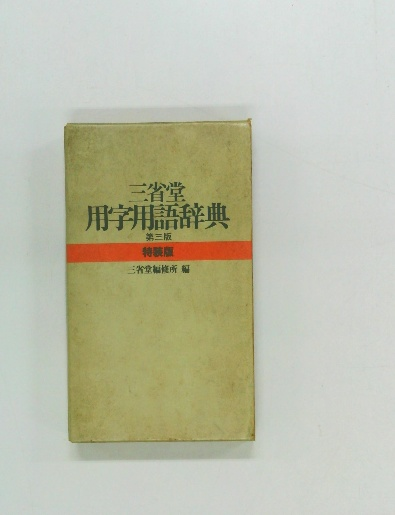 三省堂
用字用語辞典
第三版
特装版
三省堂編修所 編